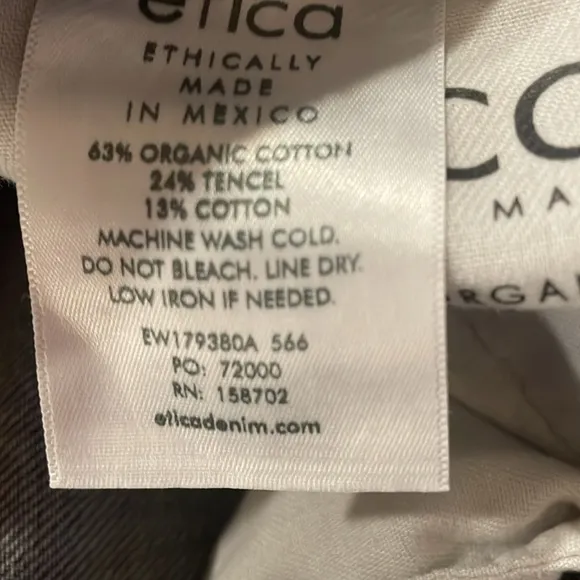 etica
ETHICALLY
MADE
IN MEXICO
63% ORGANIC COTTON
24% TENCEL
13% COTTON
MACHINE WASH COLD.
DO NOT BLEACH. LINE DRY.
LOW IRON IF NEEDED.
EW179380A 566
PO: 72000
RN: 158702
eticadenim.com